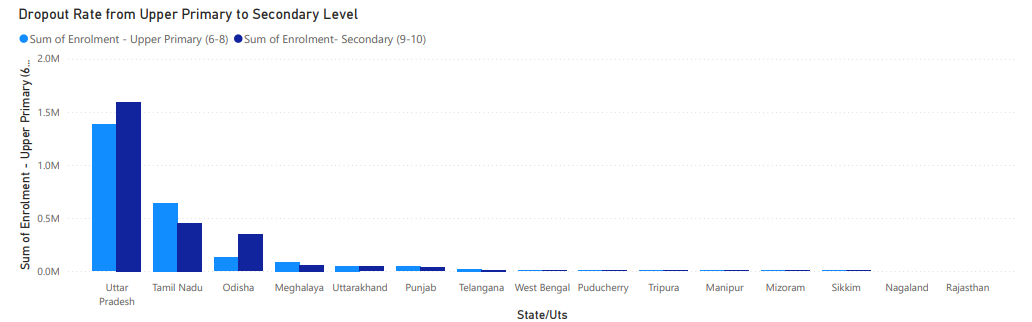 Dropout Rate from Upper Primary to Secondary Level
Sum of Enrolment - Upper Primary (6-8) Sum of Enrolment- Secondary (9-10)
Sum of Enrolment - Upper Primary (6...
2.0M
1.5M
1.0M
0.5M
0.0M
Uttar Pradesh Tamil Nadu Odisha Meghalaya Uttarakhand Punjab Telangana West Bengal Puducherry Tripura Manipur Mizoram Sikkim Nagaland Rajasthan
State/Uts